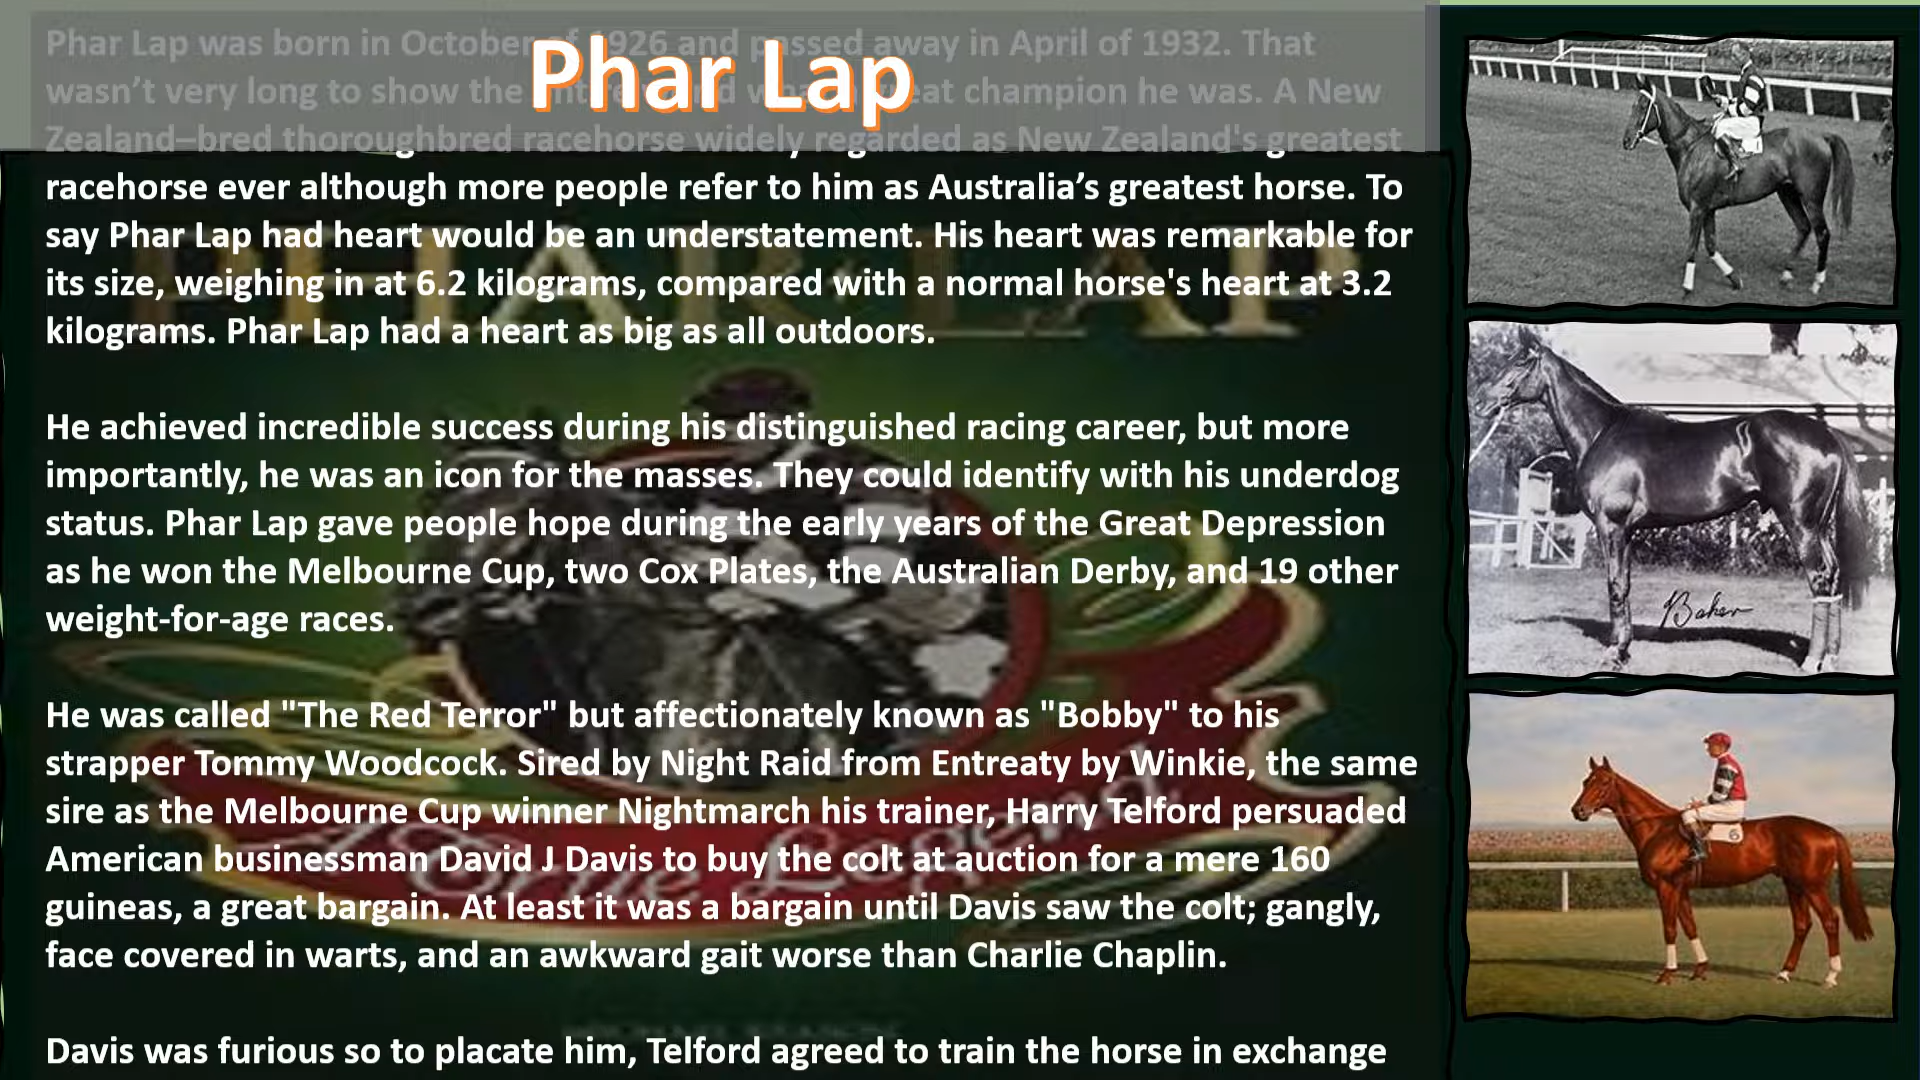 Phar Lap
Phar Lap was born in October of 1926 and passed away in April of 1932. That
wasn’t very long to show the what great champion he was. A New
Zealand–bred thoroughbred racehorse widely regarded as New Zealand's greatest
racehorse ever although more people refer to him as Australia’s greatest horse. To
say Phar Lap had heart would be an understatement. His heart was remarkable for
its size, weighing in at 6.2 kilograms, compared with a normal horse's heart at 3.2
kilograms. Phar Lap had a heart as big as all outdoors.
He achieved incredible success during his distinguished racing career, but more
importantly, he was an icon for the masses. They could identify with his underdog
status. Phar Lap gave people hope during the early years of the Great Depression
as he won the Melbourne Cup, two Cox Plates, the Australian Derby, and 19 other
weight-for-age races.
He was called "The Red Terror" but affectionately known as "Bobby" to his
strapper Tommy Woodcock. Sired by Night Raid from Entreaty by Winkie, the same
sire as the Melbourne Cup winner Nightmarch his trainer, Harry Telford persuaded
American businessman David J Davis to buy the colt at auction for a mere 160
guineas, a great bargain. At least it was a bargain until Davis saw the colt; gangly,
face covered in warts, and an awkward gait worse than Charlie Chaplin.
Davis was furious so to placate him, Telford agreed to train the horse in exchange
PHAR LAP
The Legend
Baker
6